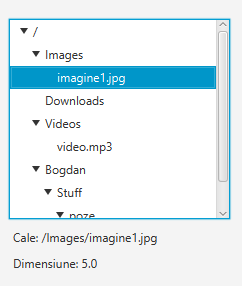 /
Images
imagine1.jpg
Downloads
Videos
video.mp3
Bogdan
Stuff
poze
Cale: /Images/imagine1.jpg
Dimensiune: 5.0